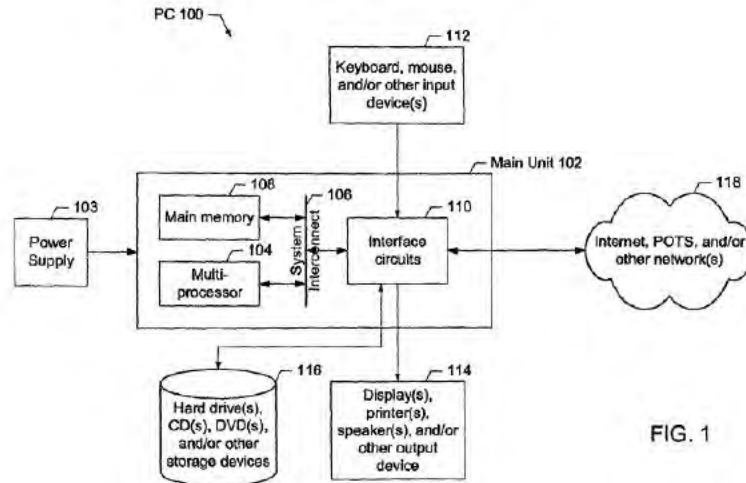 PC 100
112
Keyboard, mouse,
and/or other input
device(s)
Main Unit 102
103
Power
Supply
108
Main memory
106
104
Multi-
processor
System
Interconnect
110
Interface
circuits
118
Internet, POTS, and/or
other network(s)
116
Hard drive(s),
CD(s), DVD(s),
and/or other
storage devices
114
Display(s),
printer(s),
speaker(s), and/or
other output
device
FIG. 1